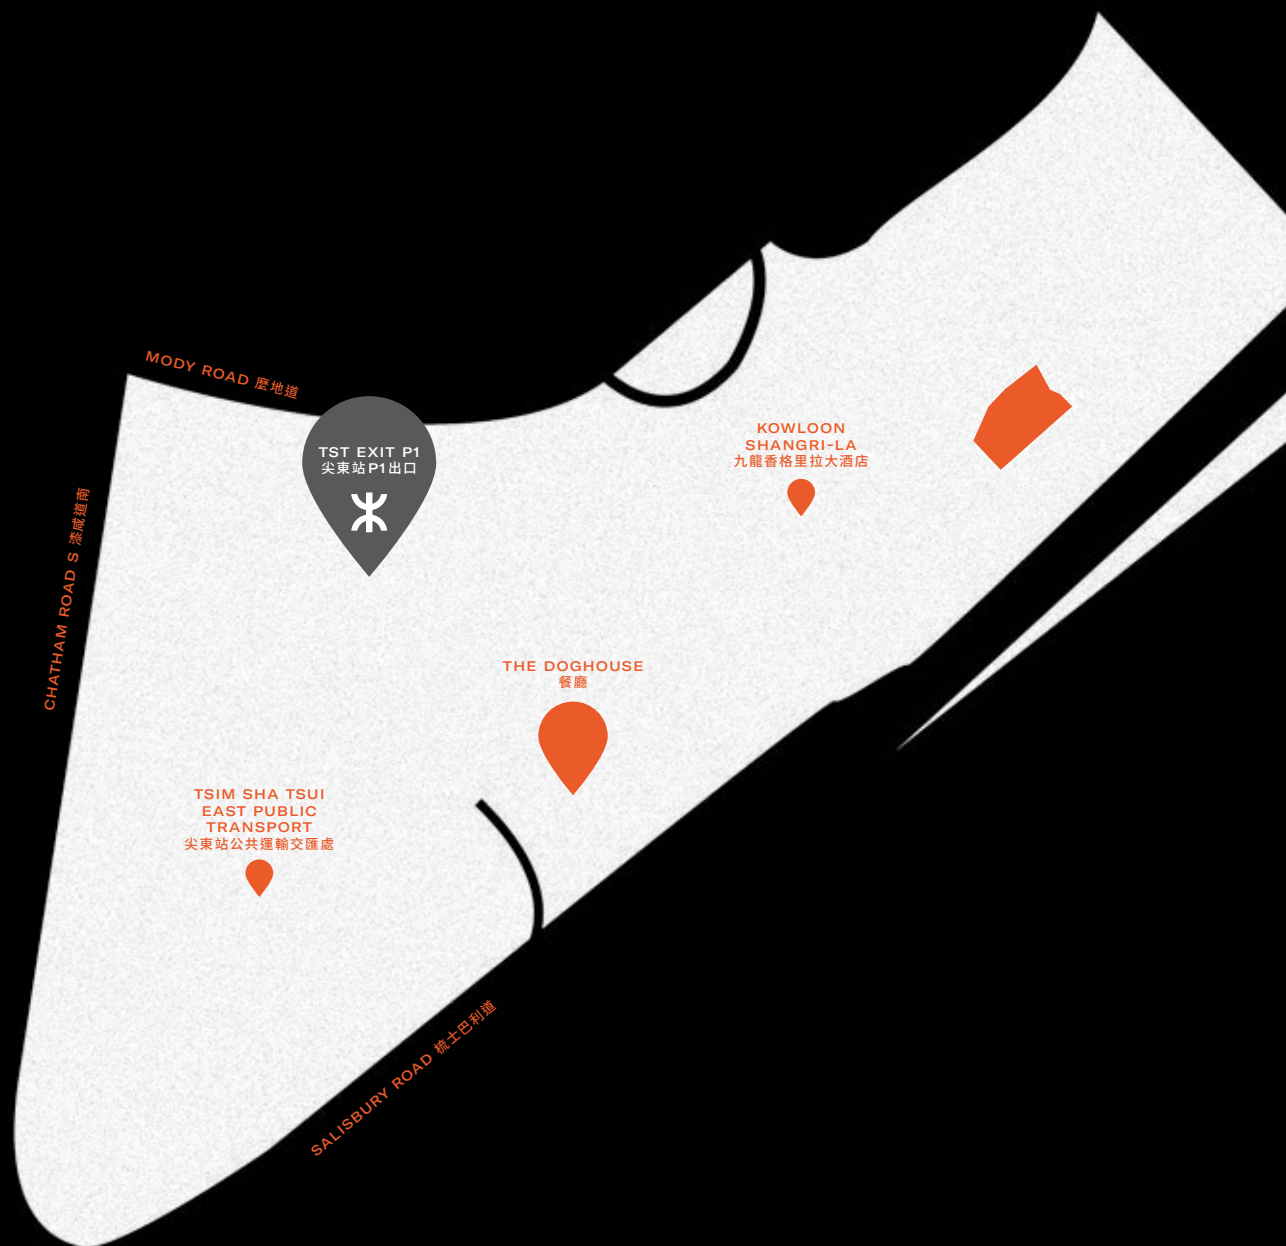 MODY ROAD 麼地道
TST EXIT P1
尖東站P1出口
KOWLOON
SHANGRI-LA
九龍香格里拉大酒店
CHATHAM ROAD S 漆咸道南
THE DOGHOUSE
餐廳
TSIM SHA TSUI
EAST PUBLIC
TRANSPORT
尖東站公共運輸交匯處
SALISBURY ROAD 梳士巴利道